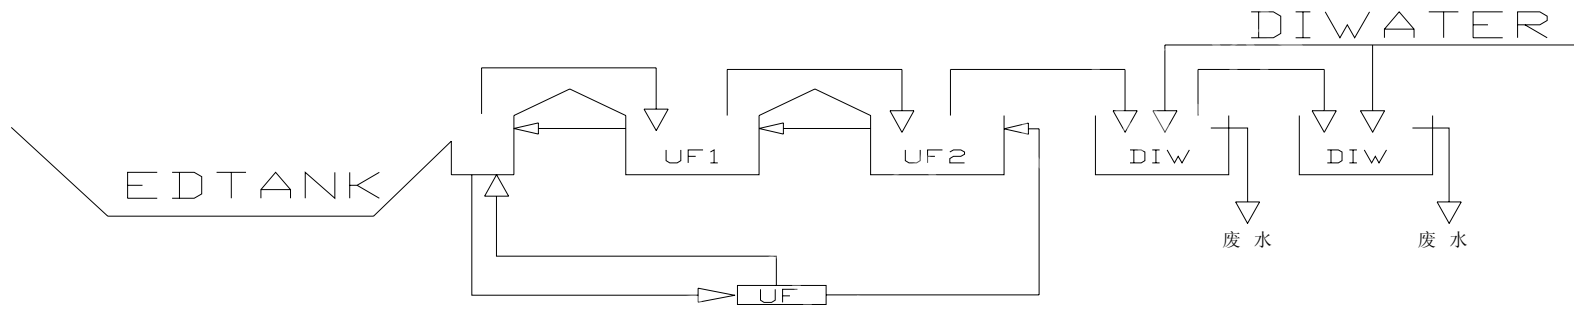 DIWATER
UF1
UF2
DIW
DIW
EDTANK
废水
废水
UF